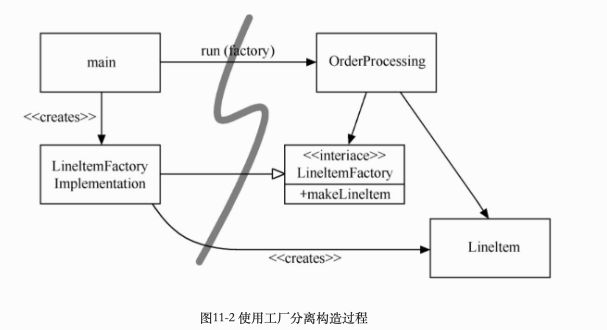 main
run (factory)
OrderProcessing
<<creates>>
LineItemFactory
Implementation
<<interiace>>
LineItemFactory
+makeLineItem
LineItem
<<creates>>
图11-2 使用工厂分离构造过程